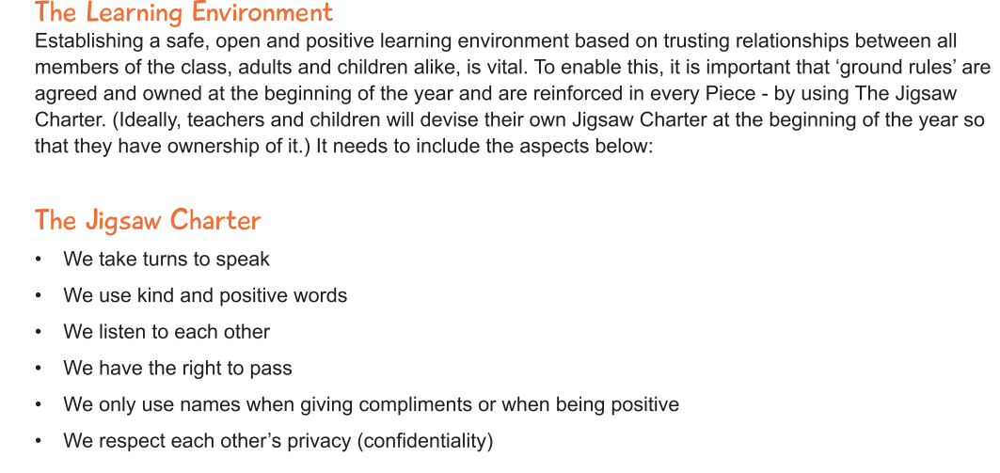 The Learning Environment
Establishing a safe, open and positive learning environment based on trusting relationships between all
members of the class, adults and children alike, is vital. To enable this, it is important that ‘ground rules’ are
agreed and owned at the beginning of the year and are reinforced in every Piece - by using The Jigsaw
Charter. (Ideally, teachers and children will devise their own Jigsaw Charter at the beginning of the year so
that they have ownership of it.) It needs to include the aspects below:
The Jigsaw Charter
• We take turns to speak
• We use kind and positive words
• We listen to each other
• We have the right to pass
• We only use names when giving compliments or when being positive
• We respect each other’s privacy (confidentiality)